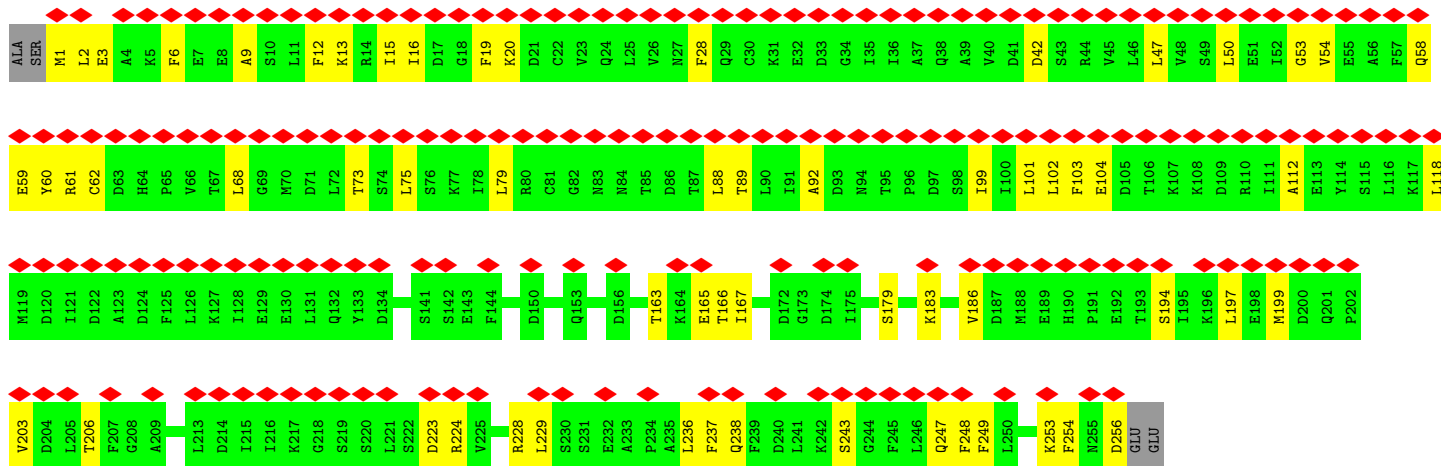 ALA SER M1 L2 E3 A4 K5 F6 E7 E8 A9 S10 L11 F12 K13 R14 I15 I16 D17 G18 F19 K20 D21 C22 V23 Q24 L25 V26 N27 F28 Q29 C30 K31 E32 D33 G34 I35 I36 A37 Q38 A39 V40 D41 D42 S43 R44 V45 L46 L47 V48 S49 L50 E51 I52 G53 V54 E55 A56 F57 Q58
E59 Y60 R61 C62 D63 H64 P65 V66 T67 L68 G69 M70 D71 L72 T73 S74 L75 S76 K77 I78 L79 R80 C81 G82 N83 N84 T85 D86 T87 L88 T89 L90 I91 A92 D93 N94 T95 P96 D97 S98 I99 I100 L101 L102 F103 E104 D105 T106 K107 K108 D109 R110 I111 A112 E113 Y114 S115 L116 K117 L118
M119 D120 I121 D122 A123 D124 F125 L126 K127 I128 E129 E130 L131 Q132 Y133 D134 S141 S142 E143 F144 D150 Q153 D156 T163 K164 E165 T166 I167 D172 G173 D174 I175 S179 K183 V186 D187 M188 E189 H190 P191 E192 T193 S194 I195 K196 L197 E198 M199 D200 Q201 P202
V203 D204 L205 T206 F207 G208 A209 L213 D214 I215 I216 K217 G218 S219 S220 L221 S222 D223 R224 V225 R228 L229 S230 S231 E232 A233 P234 A235 L236 F237 Q238 F239 D240 L241 K242 S243 G244 F245 L246 Q247 F248 F249 L250 K253 F254 N255 D256 GLU GLU